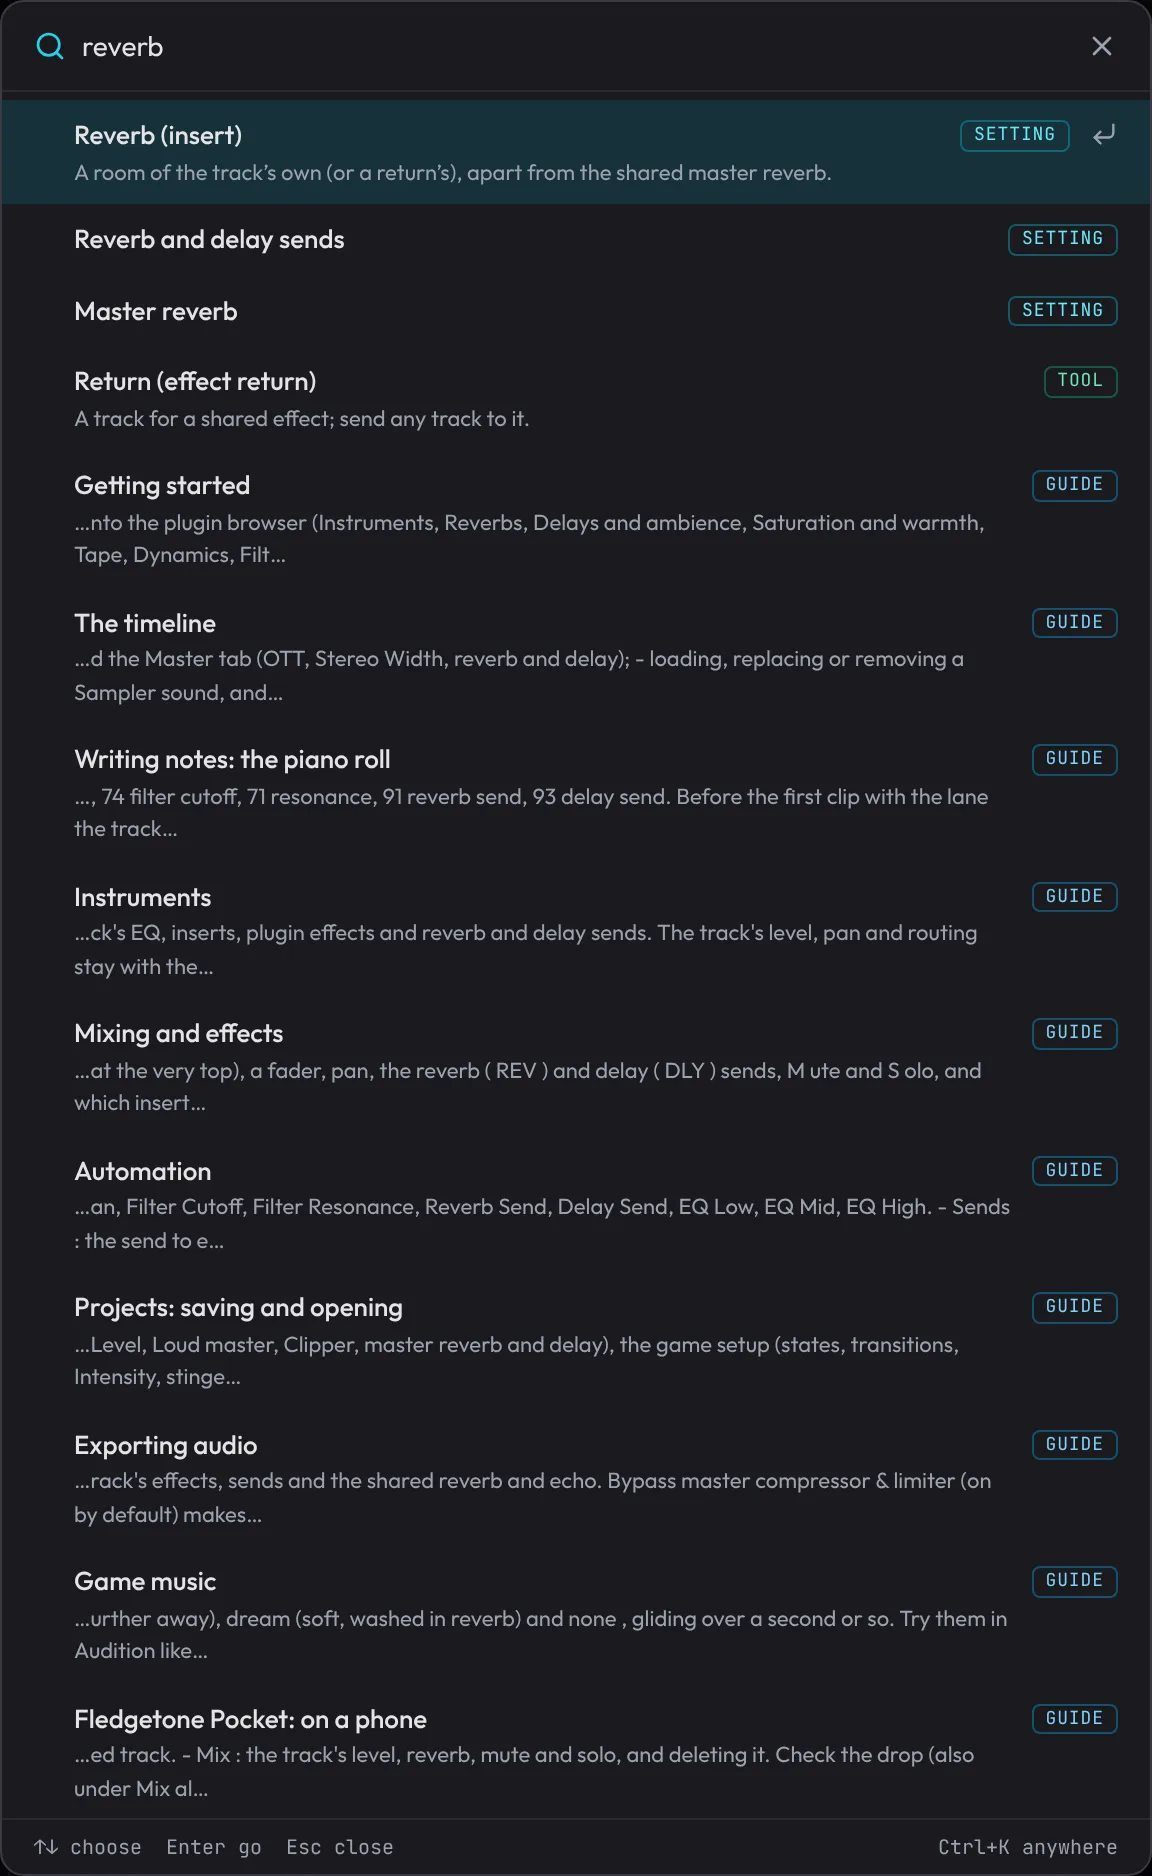 reverb
Reverb (insert)
SETTING
A room of the track’s own (or a return’s), apart from the shared master reverb.
Reverb and delay sends
SETTING
Master reverb
SETTING
Return (effect return)
TOOL
A track for a shared effect; send any track to it.
Getting started
GUIDE
…nto the plugin browser (Instruments, Reverbs, Delays and ambience, Saturation and warmth,
Tape, Dynamics, Filt…
The timeline
GUIDE
…d the Master tab (OTT, Stereo Width, reverb and delay); - loading, replacing or removing a
Sampler sound, and…
Writing notes: the piano roll
GUIDE
…, 74 filter cutoff, 71 resonance, 91 reverb send, 93 delay send. Before the first clip with the lane
the track…
Instruments
GUIDE
…ck's EQ, inserts, plugin effects and reverb and delay sends. The track's level, pan and routing
stay with the…
Mixing and effects
GUIDE
…at the very top), a fader, pan, the reverb ( REV ) and delay ( DLY ) sends, M ute and S olo, and
which insert…
Automation
GUIDE
…an, Filter Cutoff, Filter Resonance, Reverb Send, Delay Send, EQ Low, EQ Mid, EQ High. - Sends
: the send to e…
Projects: saving and opening
GUIDE
…Level, Loud master, Clipper, master reverb and delay), the game setup (states, transitions,
Intensity, stinge…
Exporting audio
GUIDE
…rack's effects, sends and the shared reverb and echo. Bypass master compressor & limiter (on
by default) makes…
Game music
GUIDE
…urther away), dream (soft, washed in reverb) and none , gliding over a second or so. Try them in
Audition like…
Fledgetone Pocket: on a phone
GUIDE
…ed track. - Mix : the track's level, reverb, mute and solo, and deleting it. Check the drop (also
under Mix al…
↑↓ choose Enter go Esc close
Ctrl+K anywhere